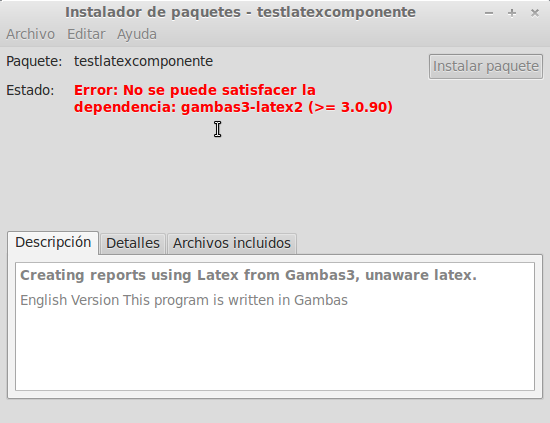 Instalador de paquetes - testlatexcomponente
Archivo Editar Ayuda
Paquete: testlatexcomponente
Instalar paquete
Estado: Error: No se puede satisfacer la
dependencia: gambas3-latex2 (>= 3.0.90)
Descripción Detalles Archivos incluidos
Creating reports using Latex from Gambas3, unaware latex.
English Version This program is written in Gambas